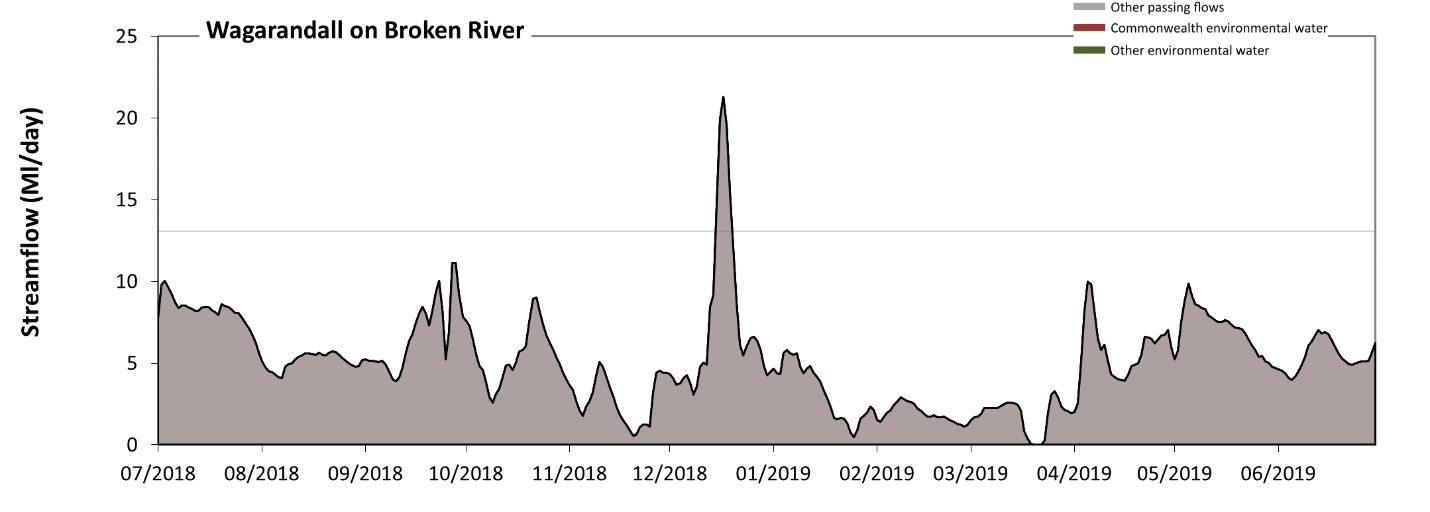 Other passing flows
Wagarandall on Broken River
Commonwealth environmental water
Other environmental water
Streamflow (Ml/day)
25
20
15
10
5
0
07/2018 08/2018 09/2018 10/2018 11/2018 12/2018 01/2019 02/2019 03/2019 04/2019 05/2019 06/2019